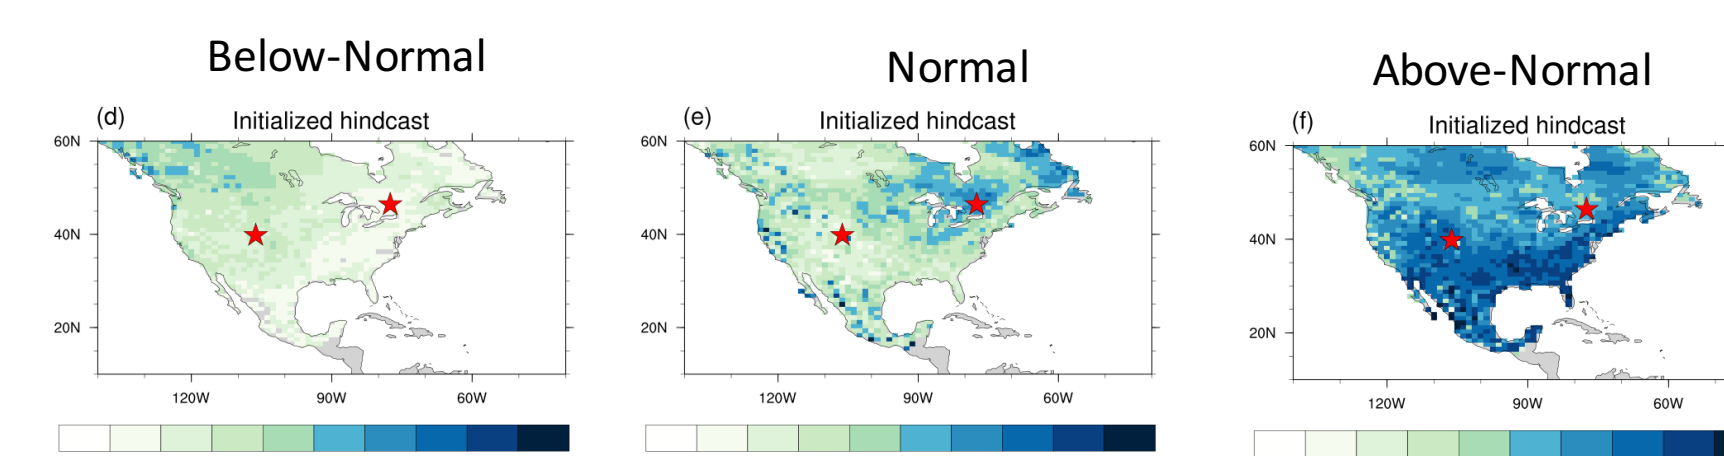 Below-Normal
Normal
Above-Normal
(d)
Initialized hindcast
(e)
Initialized hindcast
(f)
Initialized hindcast
60N
40N
20N
120W
90W
60W
60N
40N
20N
120W
90W
60W
60N
40N
20N
120W
90W
60W